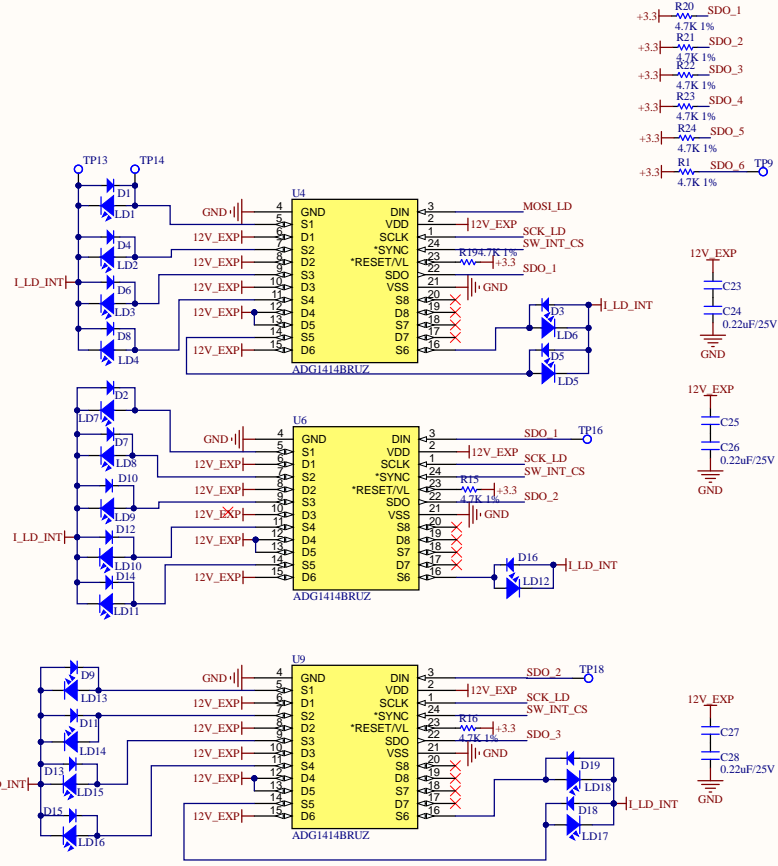 R20
SDO_1
+3.3
4.7K 1%
R21
SDO_2
+3.3
4.7K 1%
R22
SDO_3
+3.3
4.7K 1%
R23
SDO_4
+3.3
4.7K 1%
R24
SDO_5
+3.3
4.7K 1%
R1
SDO_6
TP9
+3.3
4.7K 1%
TP13
TP14
D1
LD1
D4
LD2
I_LD_INT
D6
LD3
D8
LD4
U4
GND
4 GND
5 S1
12V_EXP
6 D1
7 S2
12V_EXP
8 D2
9 S3
12V_EXP
10 D3
11 S4
12V_EXP
12 D4
13 D5
14 S5
12V_EXP
15 D6
DIN 3
MOSI_LD
VDD 2
12V_EXP
SCLK 1
SCK_LD
*SYNC 24
SW_INT_CS
*RESET/VL 23
R19 4.7K 1%
+3.3
SDO 22
SDO_1
VSS 21
GND
S8 20
D8 19
S7 18
D7 17
S6 16
ADG1414BRUZ
D3
LD6
I_LD_INT
D5
LD5
12V_EXP
C23
C24
0.22uF/25V
GND
D2
LD7
D7
LD8
D10
LD9
I_LD_INT
D12
LD10
D14
LD11
U6
GND
4 GND
5 S1
12V_EXP
6 D1
7 S2
12V_EXP
8 D2
9 S3
12V_EXP
10 D3
11 S4
12V_EXP
12 D4
13 D5
14 S5
12V_EXP
15 D6
DIN 3
SDO_1
TP16
VDD 2
12V_EXP
SCLK 1
SCK_LD
*SYNC 24
SW_INT_CS
*RESET/VL 23
R15
4.7K 1%
+3.3
SDO 22
SDO_2
VSS 21
GND
S8 20
D8 19
S7 18
D7 17
S6 16
ADG1414BRUZ
D16
LD12
I_LD_INT
12V_EXP
C25
C26
0.22uF/25V
GND
D9
LD13
D11
LD14
D13
LD15
D_INT
D15
LD16
U9
GND
4 GND
5 S1
12V_EXP
6 D1
7 S2
12V_EXP
8 D2
9 S3
12V_EXP
10 D3
11 S4
12V_EXP
12 D4
13 D5
14 S5
12V_EXP
15 D6
DIN 3
SDO_2
TP18
VDD 2
12V_EXP
SCLK 1
SCK_LD
*SYNC 24
SW_INT_CS
*RESET/VL 23
R16
4.7K 1%
+3.3
SDO 22
SDO_3
VSS 21
GND
S8 20
D8 19
S7 18
D7 17
S6 16
ADG1414BRUZ
D19
LD18
D18
LD17
I_LD_INT
12V_EXP
C27
C28
0.22uF/25V
GND